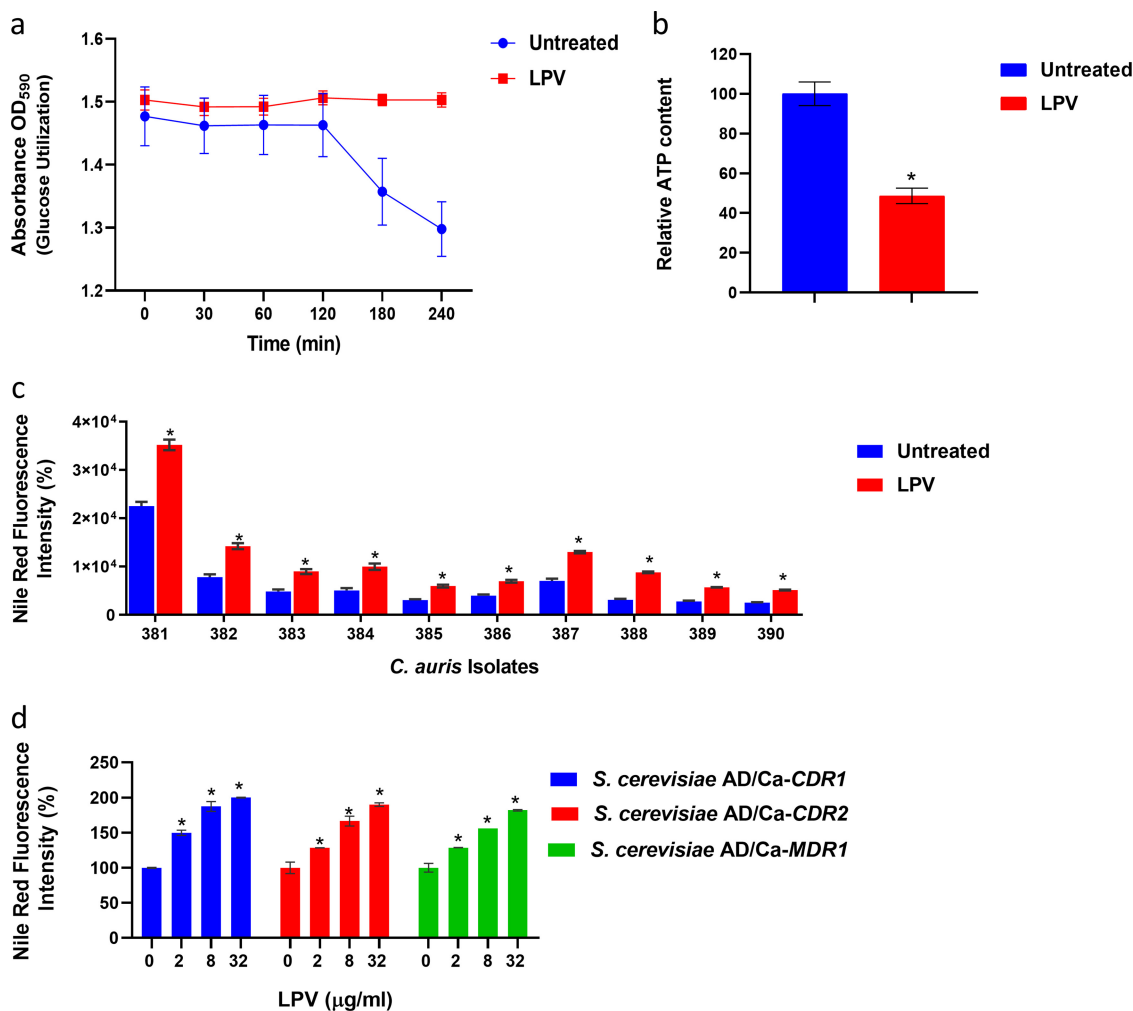 a
1.6
1.5
1.4
1.3
1.2
Absorbance OD590
(Glucose Utilization)
0 30 60 120 180 240
Time (min)
Untreated
LPV
b
120
100
80
60
40
20
0
Relative ATP content
*
Untreated
LPV
c
4×10⁴
3×10⁴
2×10⁴
1×10⁴
0
Nile Red Fluorescence
Intensity (%)
* * * * * * * * * *
381 382 383 384 385 386 387 388 389 390
C. auris Isolates
Untreated
LPV
d
250
200
150
100
50
0
Nile Red Fluorescence
Intensity (%)
* * * * * * * * *
0 2 8 32 0 2 8 32 0 2 8 32
LPV (μg/ml)
S. cerevisiae AD/Ca-CDR1
S. cerevisiae AD/Ca-CDR2
S. cerevisiae AD/Ca-MDR1